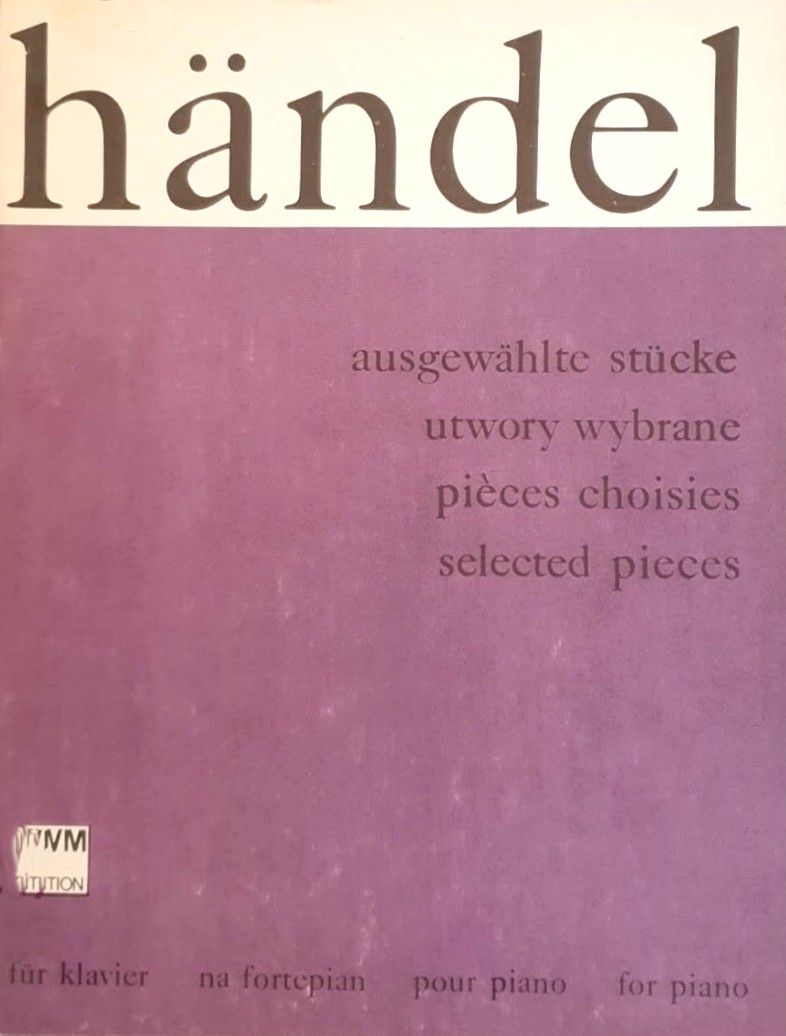 händel
ausgewählte stücke
utwory wybrane
pièces choisies
selected pieces
für klavier na fortepian pour piano for piano